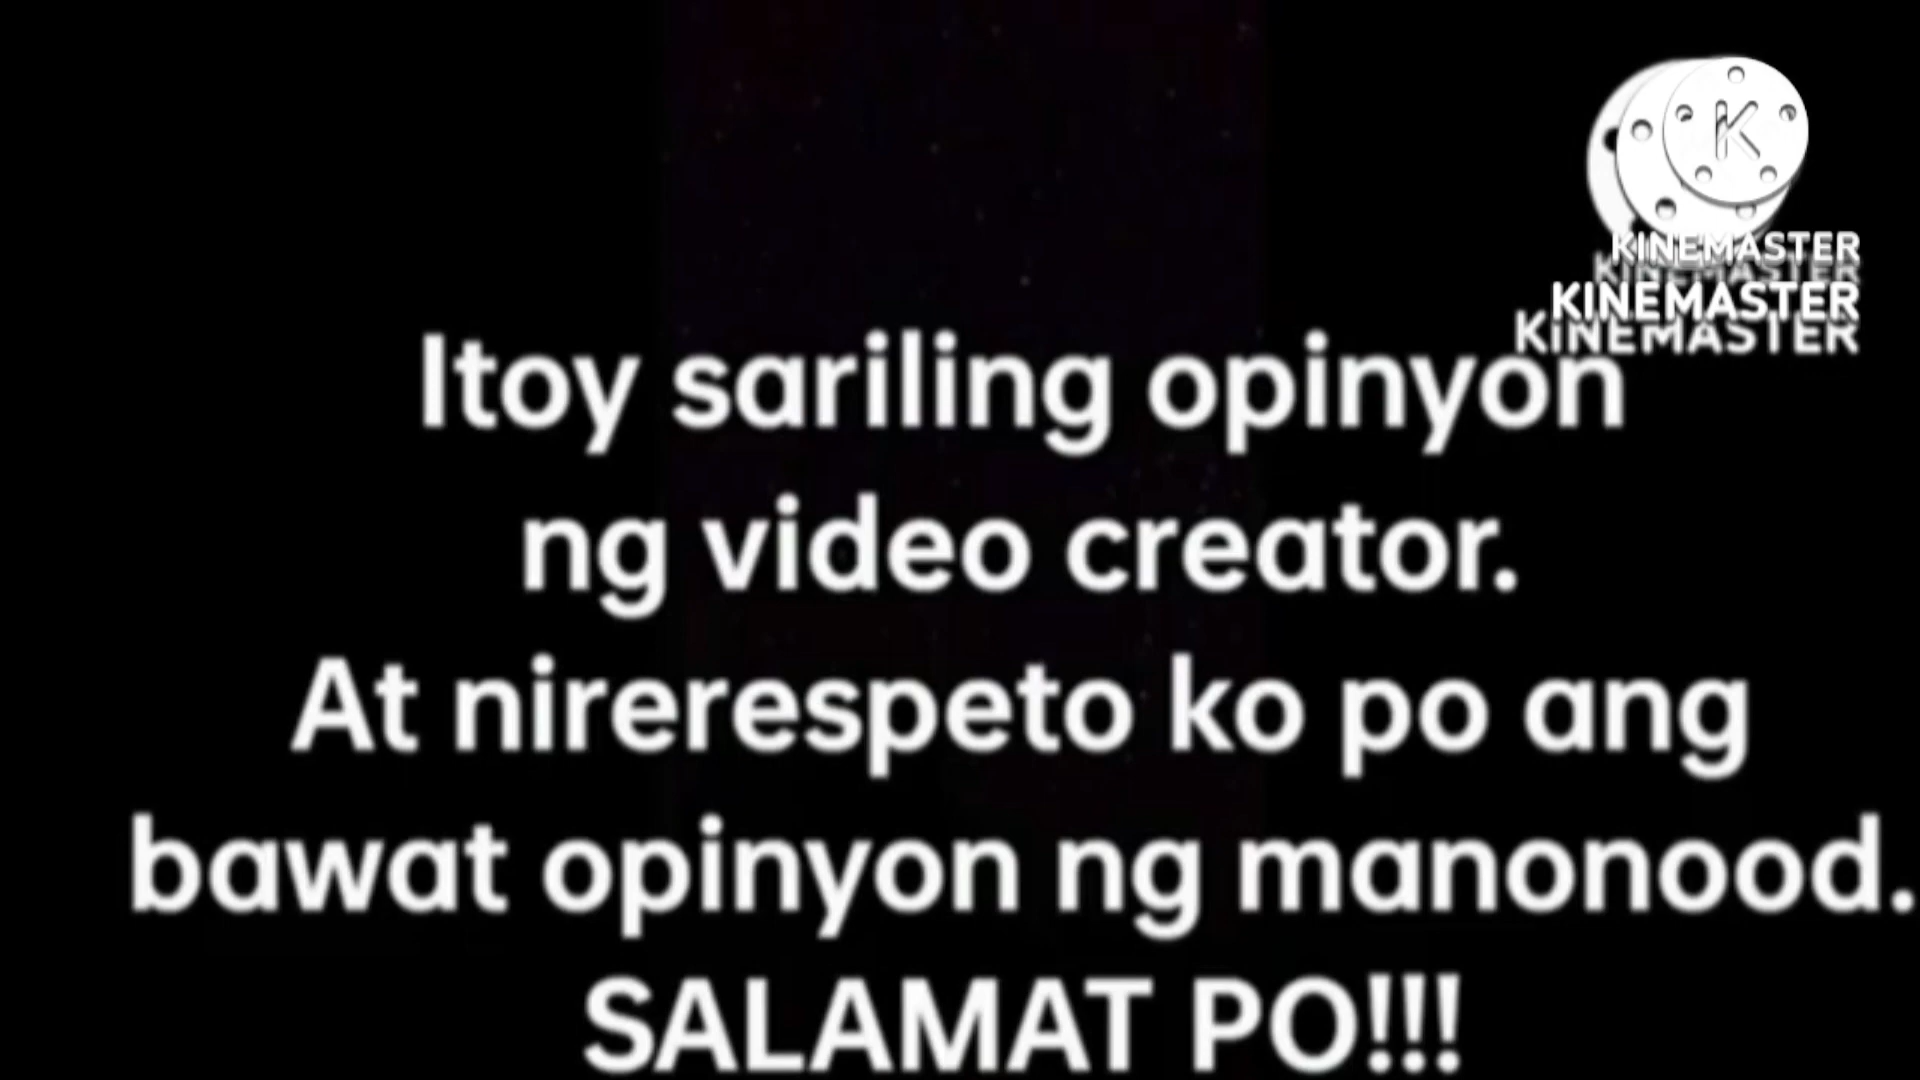 K
KINEMASTER
KINEMASTER
KINEMASTER
KINEMASTER
Itoy sariling opinyon
ng video creator.
At nirerespeto ko po ang
bawat opinyon ng manonood.
SALAMAT PO!!!